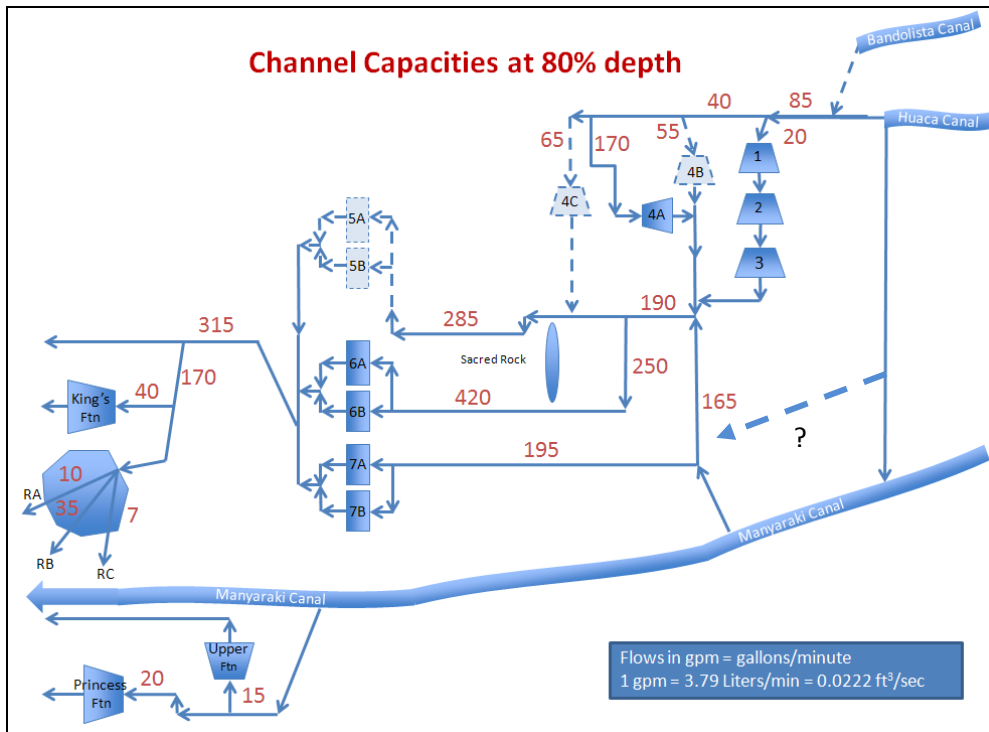 Bandolista Canal
Channel Capacities at 80% depth
40
85
Huaca Canal
65
170
55
20
1
4B
4C
4A
2
5A
3
5B
190
285
315
Sacred Rock
6A
250
170
King's
Ftn
40
6B
420
165
?
195
7A
10
RA
35
7
7B
RB
RC
Manyaraki Canal
Manyaraki Canal
Upper
Ftn
Princess
Ftn
20
15
Flows in gpm = gallons/minute
1 gpm = 3.79 Liters/min = 0.0222 ft³/sec